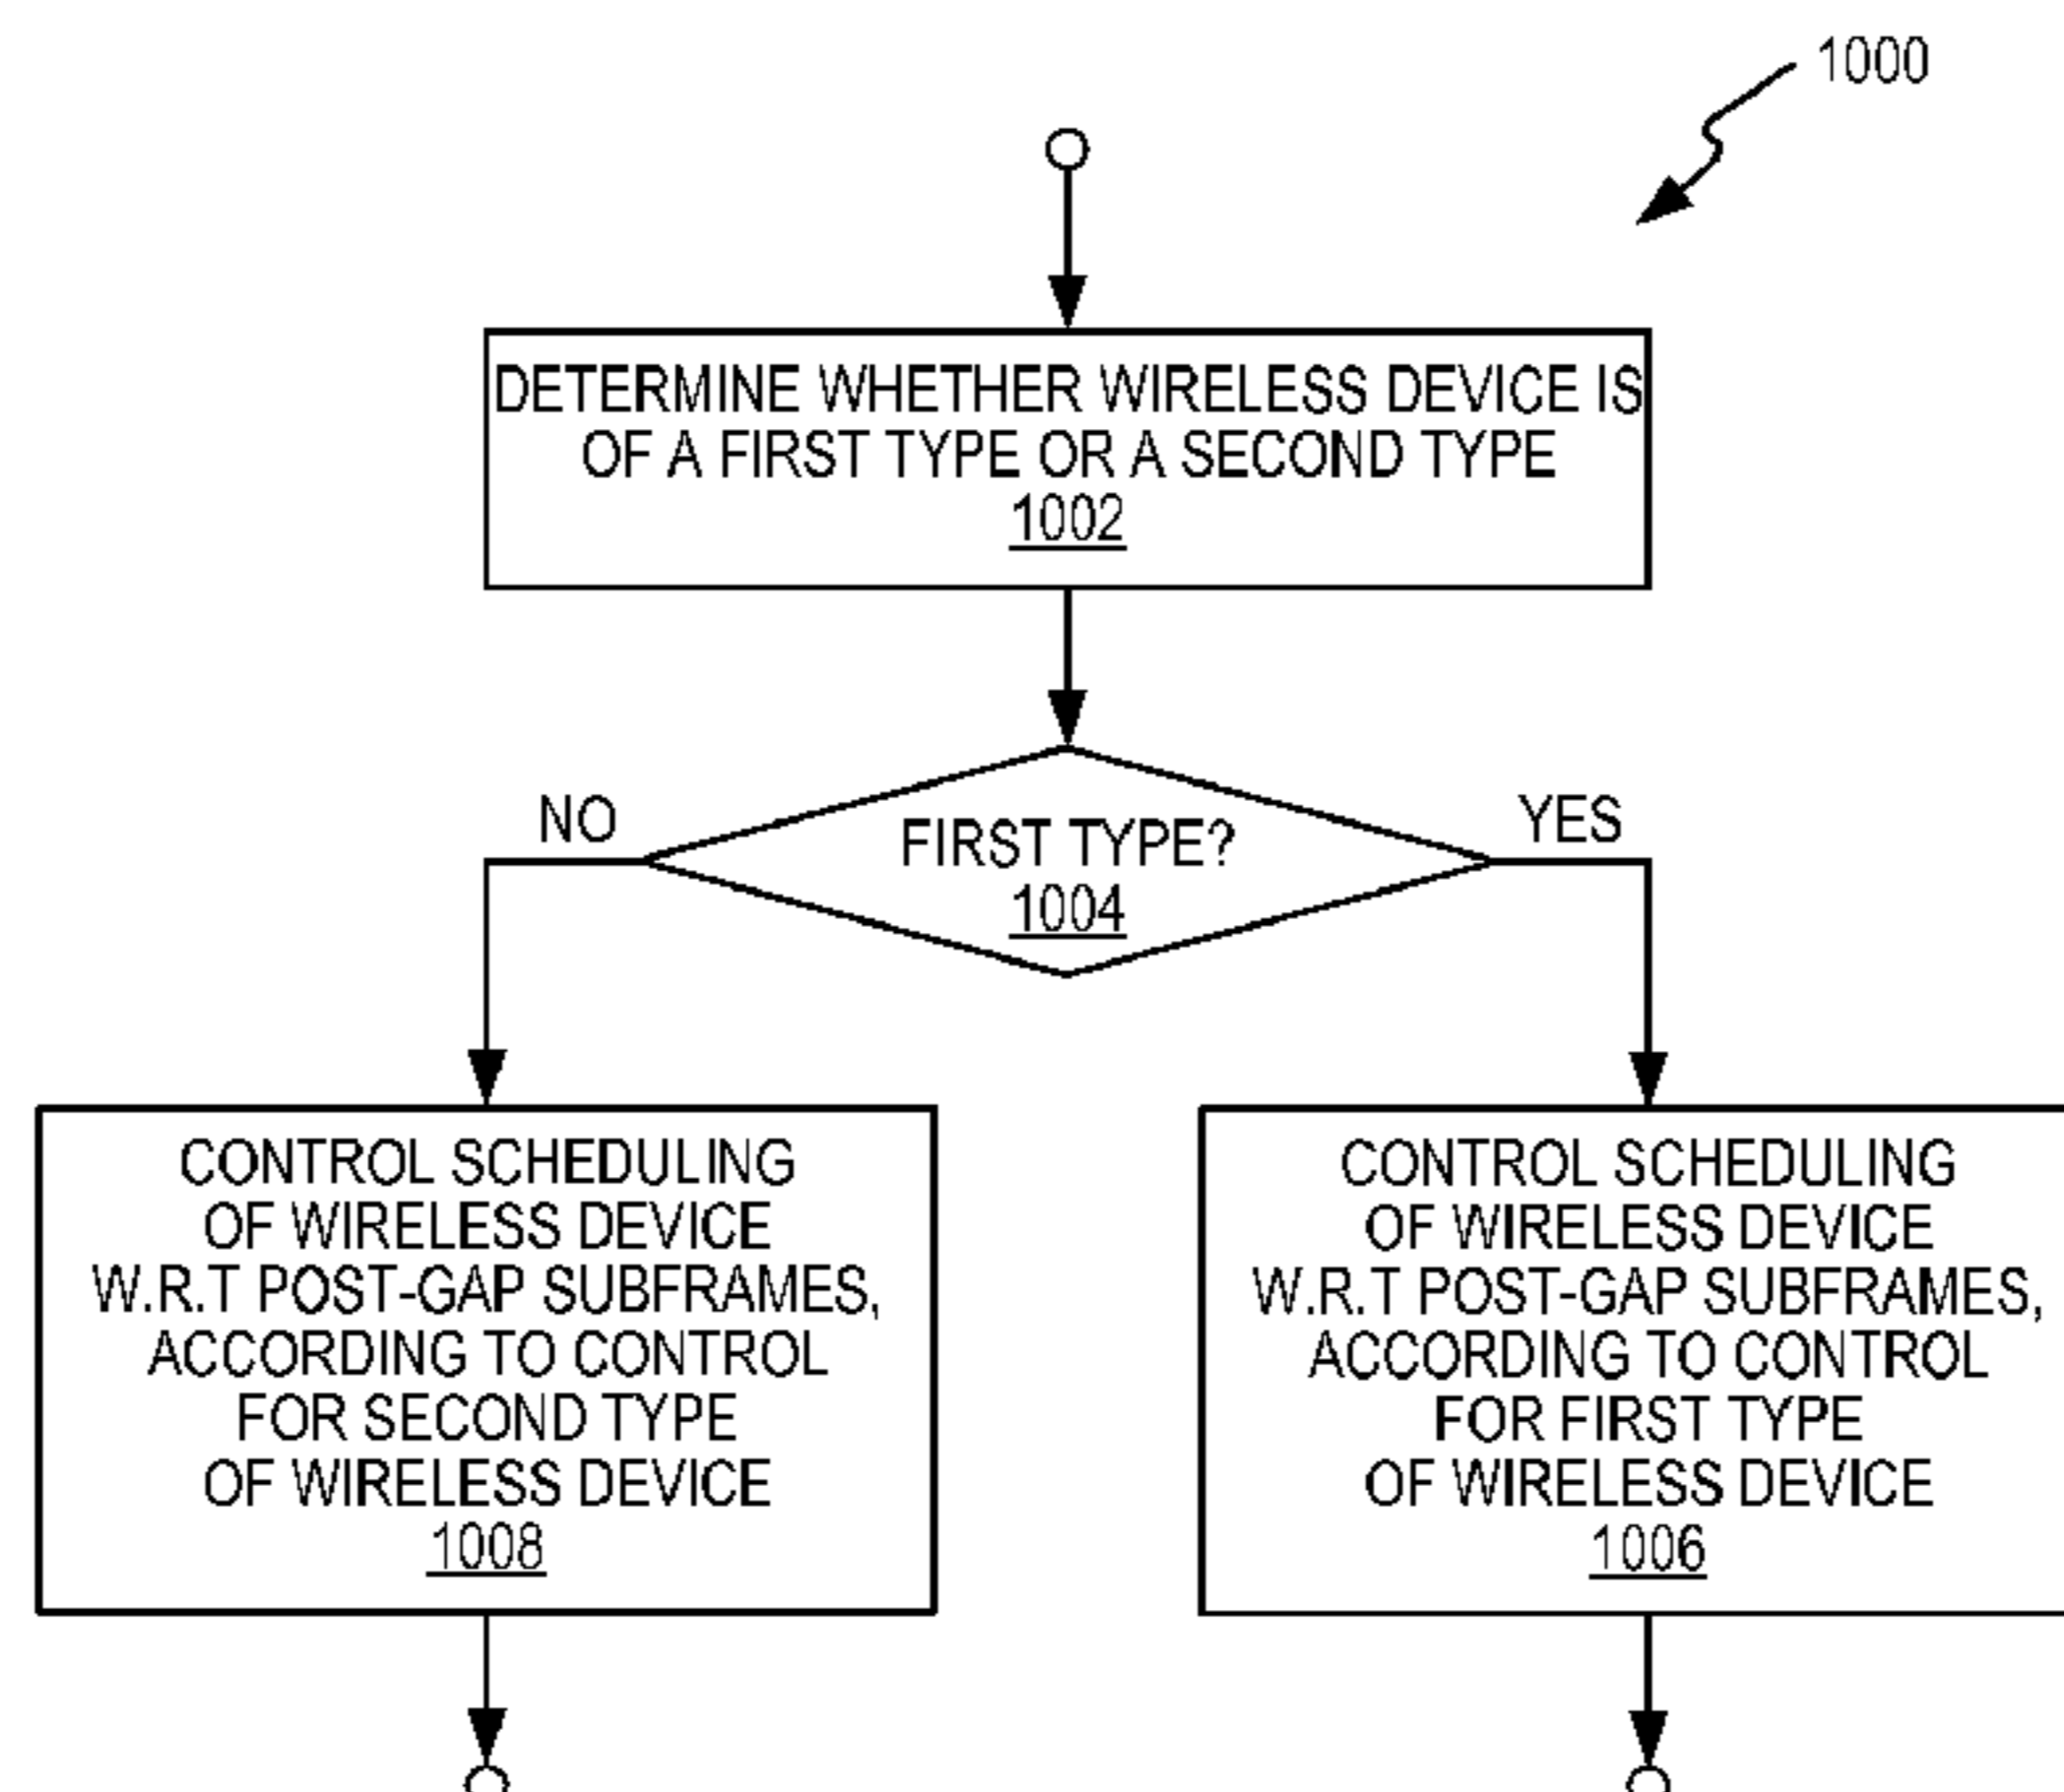 1000
DETERMINE WHETHER WIRELESS DEVICE IS
OF A FIRST TYPE OR A SECOND TYPE
1002
NO
YES
FIRST TYPE?
1004
CONTROL SCHEDULING
OF WIRELESS DEVICE
W.R.T POST-GAP SUBFRAMES,
ACCORDING TO CONTROL
FOR SECOND TYPE
OF WIRELESS DEVICE
1008
CONTROL SCHEDULING
OF WIRELESS DEVICE
W.R.T POST-GAP SUBFRAMES,
ACCORDING TO CONTROL
FOR FIRST TYPE
OF WIRELESS DEVICE
1006